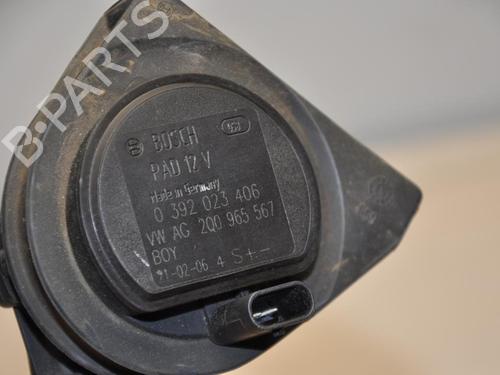 B-PARTS
BOSCH
PAD 12 V
Made in Germany
0 392 023 406
VW AG 2Q0 965 567
BOY
*1-02-06 4 S+-